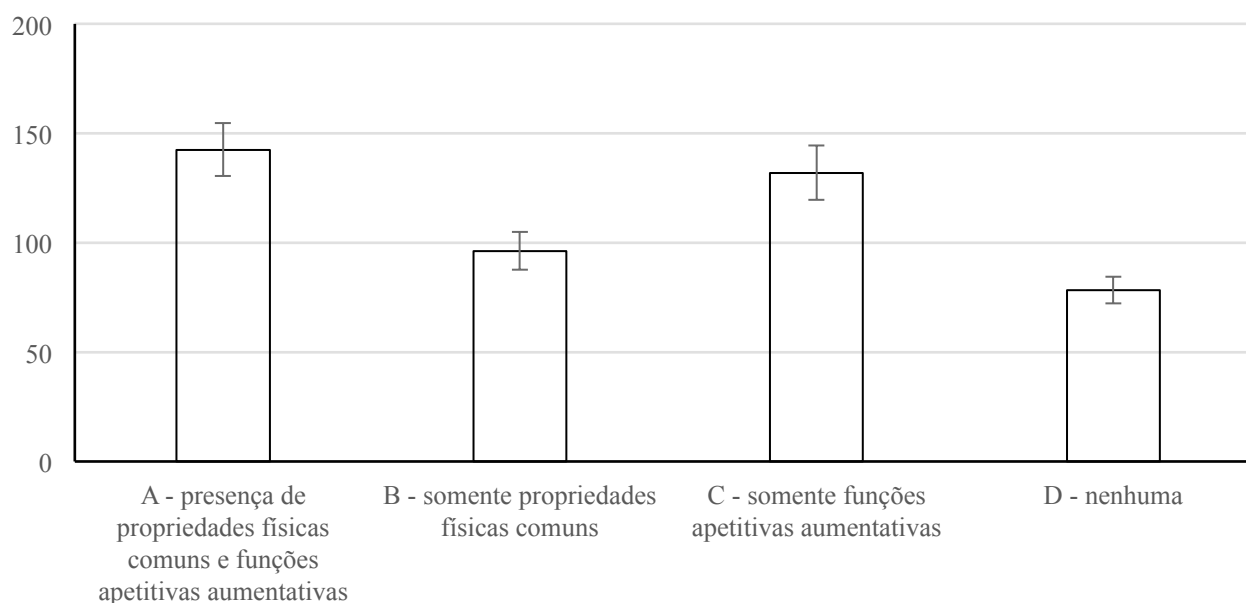 200
150
100
50
0
A - presença de
propriedades físicas
comuns e funções
apetitivas aumentativas
B - somente propriedades
físicas comuns
C - somente funções
apetitivas aumentativas
D - nenhuma